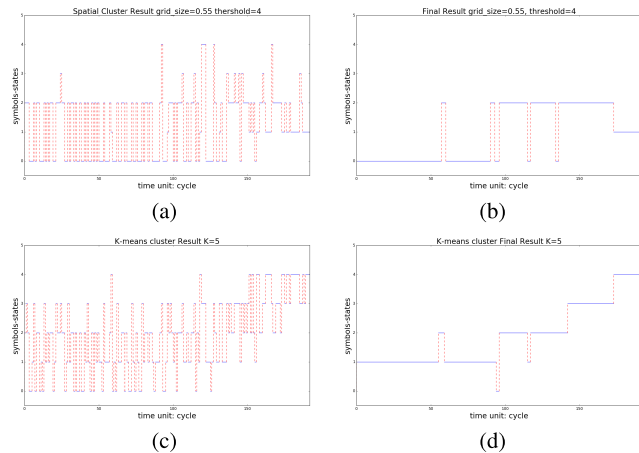 Spatial Cluster Result grid_size=0.55 thershold=4
5
4
3
2
1
0
symbols-states
0
50
100
150
time unit: cycle
(a)
Final Result grid_size=0.55, threshold=4
5
4
3
2
1
0
symbols-states
0
50
100
150
time unit: cycle
(b)
K-means cluster Result K=5
5
4
3
2
1
0
symbols-states
0
50
100
150
time unit: cycle
(c)
K-means cluster Final Result K=5
5
4
3
2
1
0
symbols-states
0
50
100
150
time unit: cycle
(d)